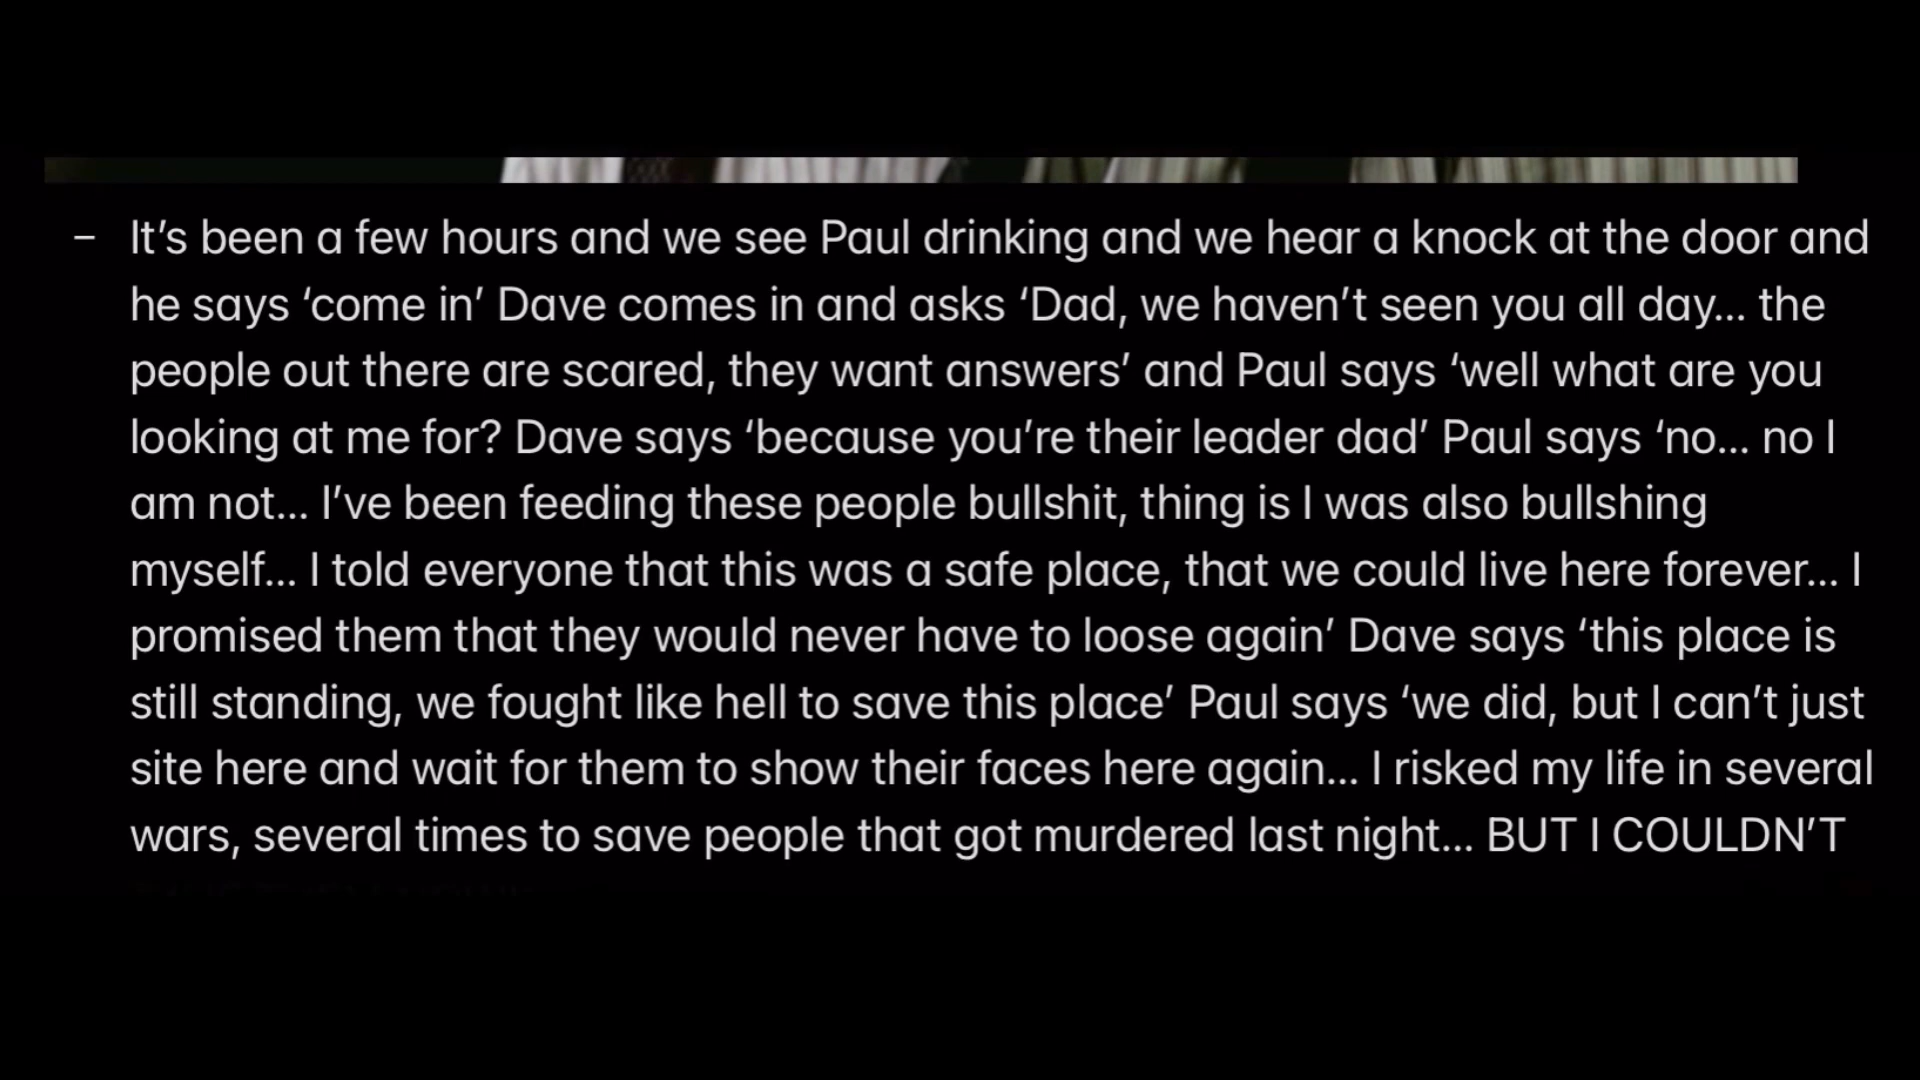 – It’s been a few hours and we see Paul drinking and we hear a knock at the door and
he says ‘come in’ Dave comes in and asks ‘Dad, we haven’t seen you all day... the
people out there are scared, they want answers’ and Paul says ‘well what are you
looking at me for? Dave says ‘because you’re their leader dad’ Paul says ‘no... no I
am not... I’ve been feeding these people bullshit, thing is I was also bullshing
myself... I told everyone that this was a safe place, that we could live here forever... I
promised them that they would never have to loose again’ Dave says ‘this place is
still standing, we fought like hell to save this place’ Paul says ‘we did, but I can’t just
site here and wait for them to show their faces here again... I risked my life in several
wars, several times to save people that got murdered last night... BUT I COULDN’T